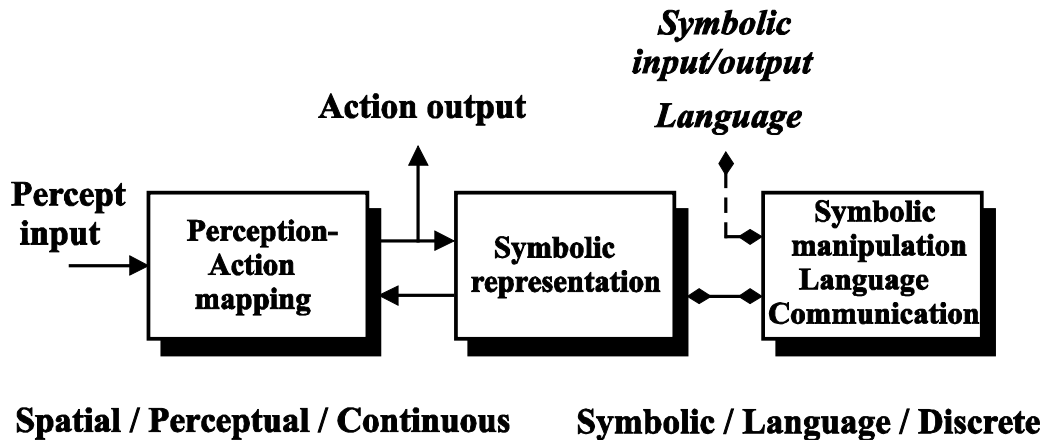 Symbolic
input/output
Language
Action output
Percept
input
Perception-
Action
mapping
Symbolic
representation
Symbolic
manipulation
Language
Communication
Spatial / Perceptual / Continuous
Symbolic / Language / Discrete